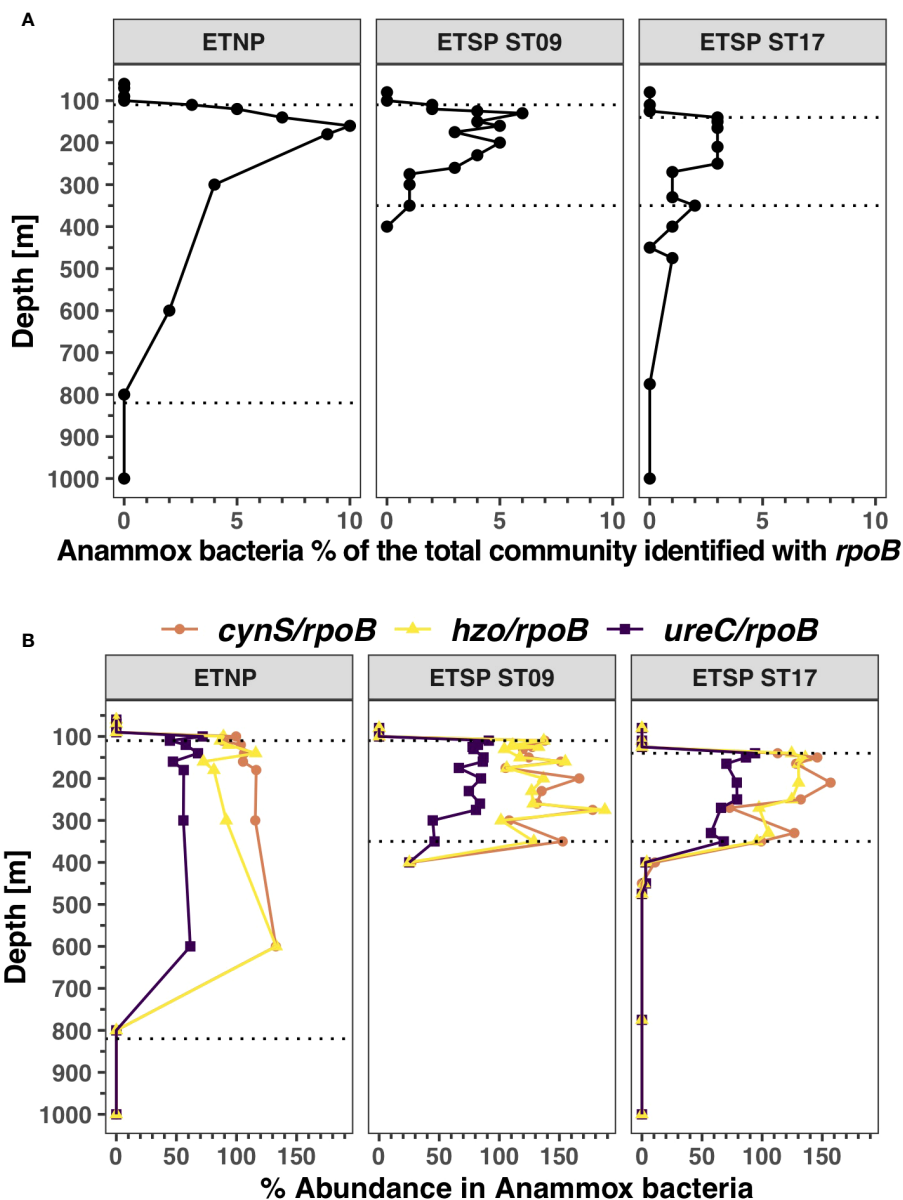 A
ETNP ETSP ST09 ETSP ST17
100
200
300
400
500
600
700
800
900
1000
Depth [m]
0 5 10 0 5 10 0 5 10
Anammox bacteria % of the total community identified with rpoB
B
cynS/rpoB hzo/rpoB ureC/rpoB
ETNP ETSP ST09 ETSP ST17
100
200
300
400
500
600
700
800
900
1000
Depth [m]
0 50 100 150 0 50 100 150 0 50 100 150
% Abundance in Anammox bacteria